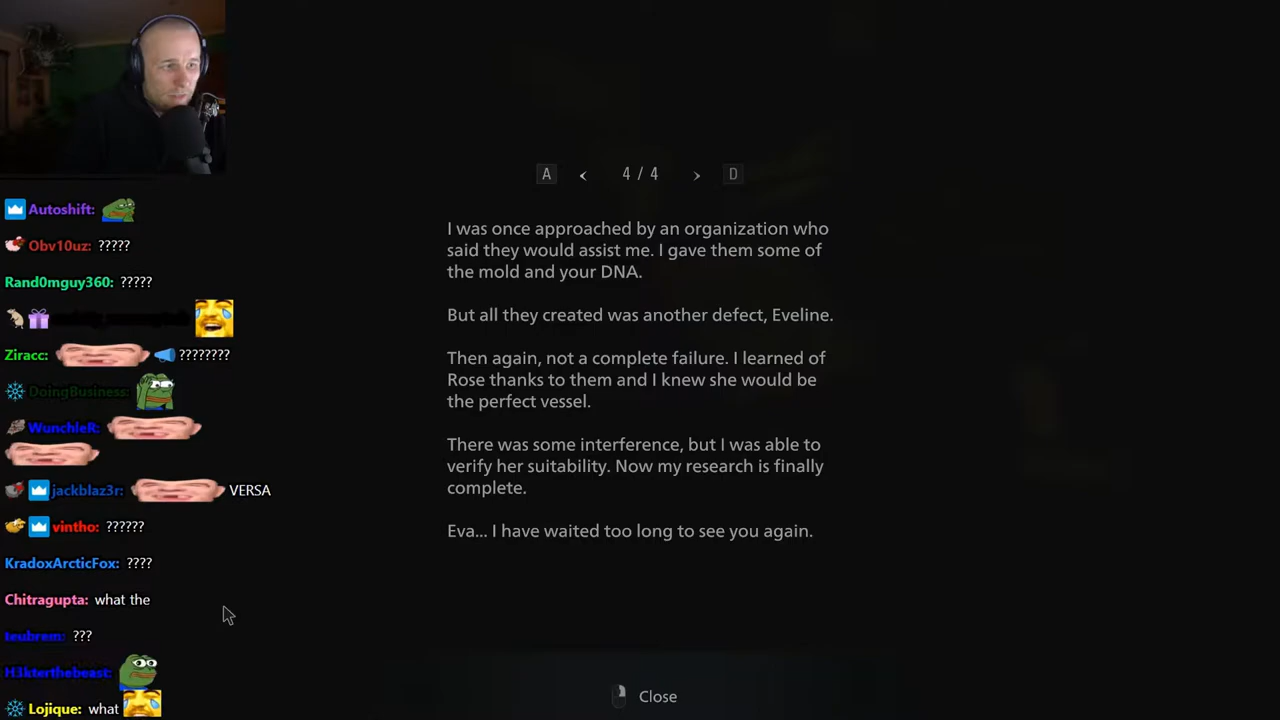 A < 4 / 4 > D
I was once approached by an organization who
said they would assist me. I gave them some of
the mold and your DNA.
But all they created was another defect, Eveline.
Then again, not a complete failure. I learned of
Rose thanks to them and I knew she would be
the perfect vessel.
There was some interference, but I was able to
verify her suitability. Now my research is finally
complete.
Eva... I have waited too long to see you again.
Close
Autoshift:
Obv10uz: ?????
Rand0mguy360: ?????
Ziracc: ????????
DoingBusiness:
WunchleR:
jackblaz3r: VERSA
vintho: ??????
KradoxArcticFox: ????
Chitragupta: what the
teubrem: ???
H3kterthebeast:
Lojique: what